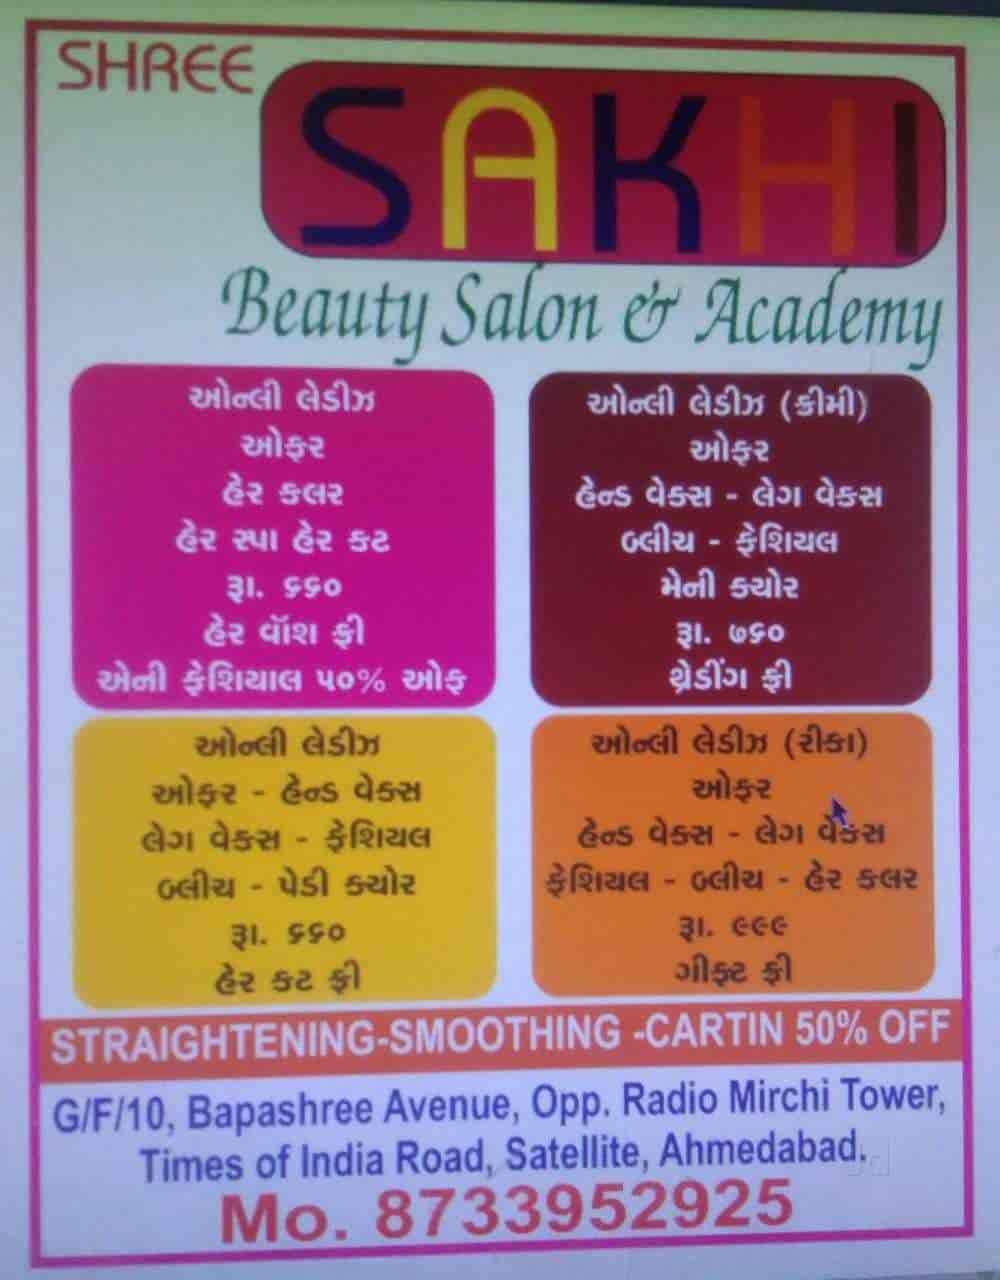 SHREE
SAKHI
Beauty Salon & Academy
ઓન્લી લેડીઝ
ઓફર
હેર કલર
હેર સ્પા હેર કટ
રૂા. ૬૬૦
હેર વૉશ ફ્રી
એની ફેશિયાલ ૫૦% ઓફ
ઓન્લી લેડીઝ (ક્રીમી)
ઓફર
હેન્ડ વેક્સ - લેગ વેક્સ
બ્લીચ - ફેશિયલ
મેની ક્યોર
રૂા. ૭૬૦
થ્રેડીંગ ફ્રી
ઓન્લી લેડીઝ
ઓફર - હેન્ડ વેક્સ
લેગ વેક્સ - ફેશિયલ
બ્લીચ - પેડી ક્યોર
રૂા. ૬૬૦
હેર કટ ફ્રી
ઓન્લી લેડીઝ (રીકા)
ઓફર
હેન્ડ વેક્સ - લેગ વેક્સ
ફેશિયલ - બ્લીચ - હેર કલર
રૂા. ૯૯૯
ગીફ્ટ ફ્રી
STRAIGHTENING-SMOOTHING -CARTIN 50% OFF
G/F/10, Bapashree Avenue, Opp. Radio Mirchi Tower,
Times of India Road, Satellite, Ahmedabad.
Mo. 8733952925